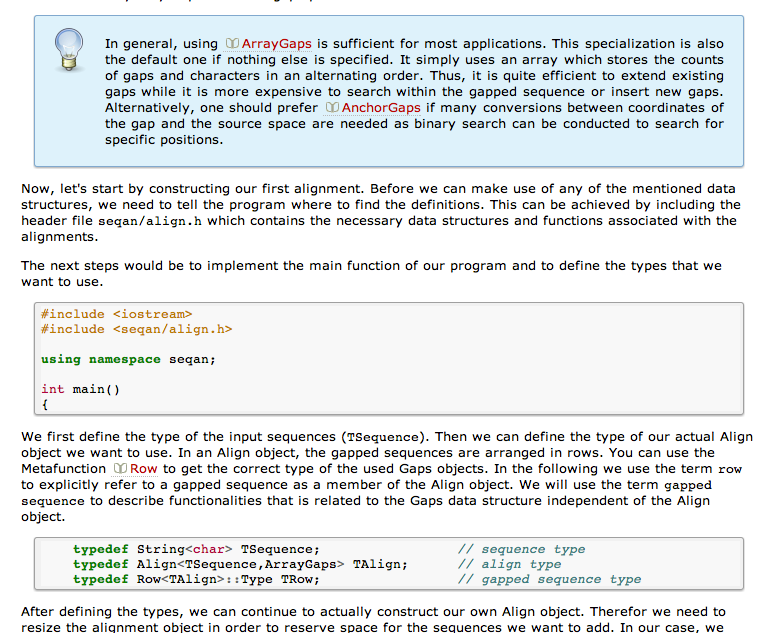 In general, using ArrayGaps is sufficient for most applications. This specialization is also
the default one if nothing else is specified. It simply uses an array which stores the counts
of gaps and characters in an alternating order. Thus, it is quite efficient to extend existing
gaps while it is more expensive to search within the gapped sequence or insert new gaps.
Alternatively, one should prefer AnchorGaps if many conversions between coordinates of
the gap and the source space are needed as binary search can be conducted to search for
specific positions.
Now, let's start by constructing our first alignment. Before we can make use of any of the mentioned data
structures, we need to tell the program where to find the definitions. This can be achieved by including the
header file seqan/align.h which contains the necessary data structures and functions associated with the
alignments.
The next steps would be to implement the main function of our program and to define the types that we
want to use.
#include <iostream>
#include <seqan/align.h>
using namespace seqan;
int main()
{
We first define the type of the input sequences (TSequence). Then we can define the type of our actual Align
object we want to use. In an Align object, the gapped sequences are arranged in rows. You can use the
Metafunction Row to get the correct type of the used Gaps objects. In the following we use the term row
to explicitly refer to a gapped sequence as a member of the Align object. We will use the term gapped
sequence to describe functionalities that is related to the Gaps data structure independent of the Align
object.
typedef String<char> TSequence; // sequence type
typedef Align<TSequence,ArrayGaps> TAlign; // align type
typedef Row<TAlign>::Type TRow; // gapped sequence type
After defining the types, we can continue to actually construct our own Align object. Therefor we need to
resize the alignment object in order to reserve space for the sequences we want to add. In our case, we